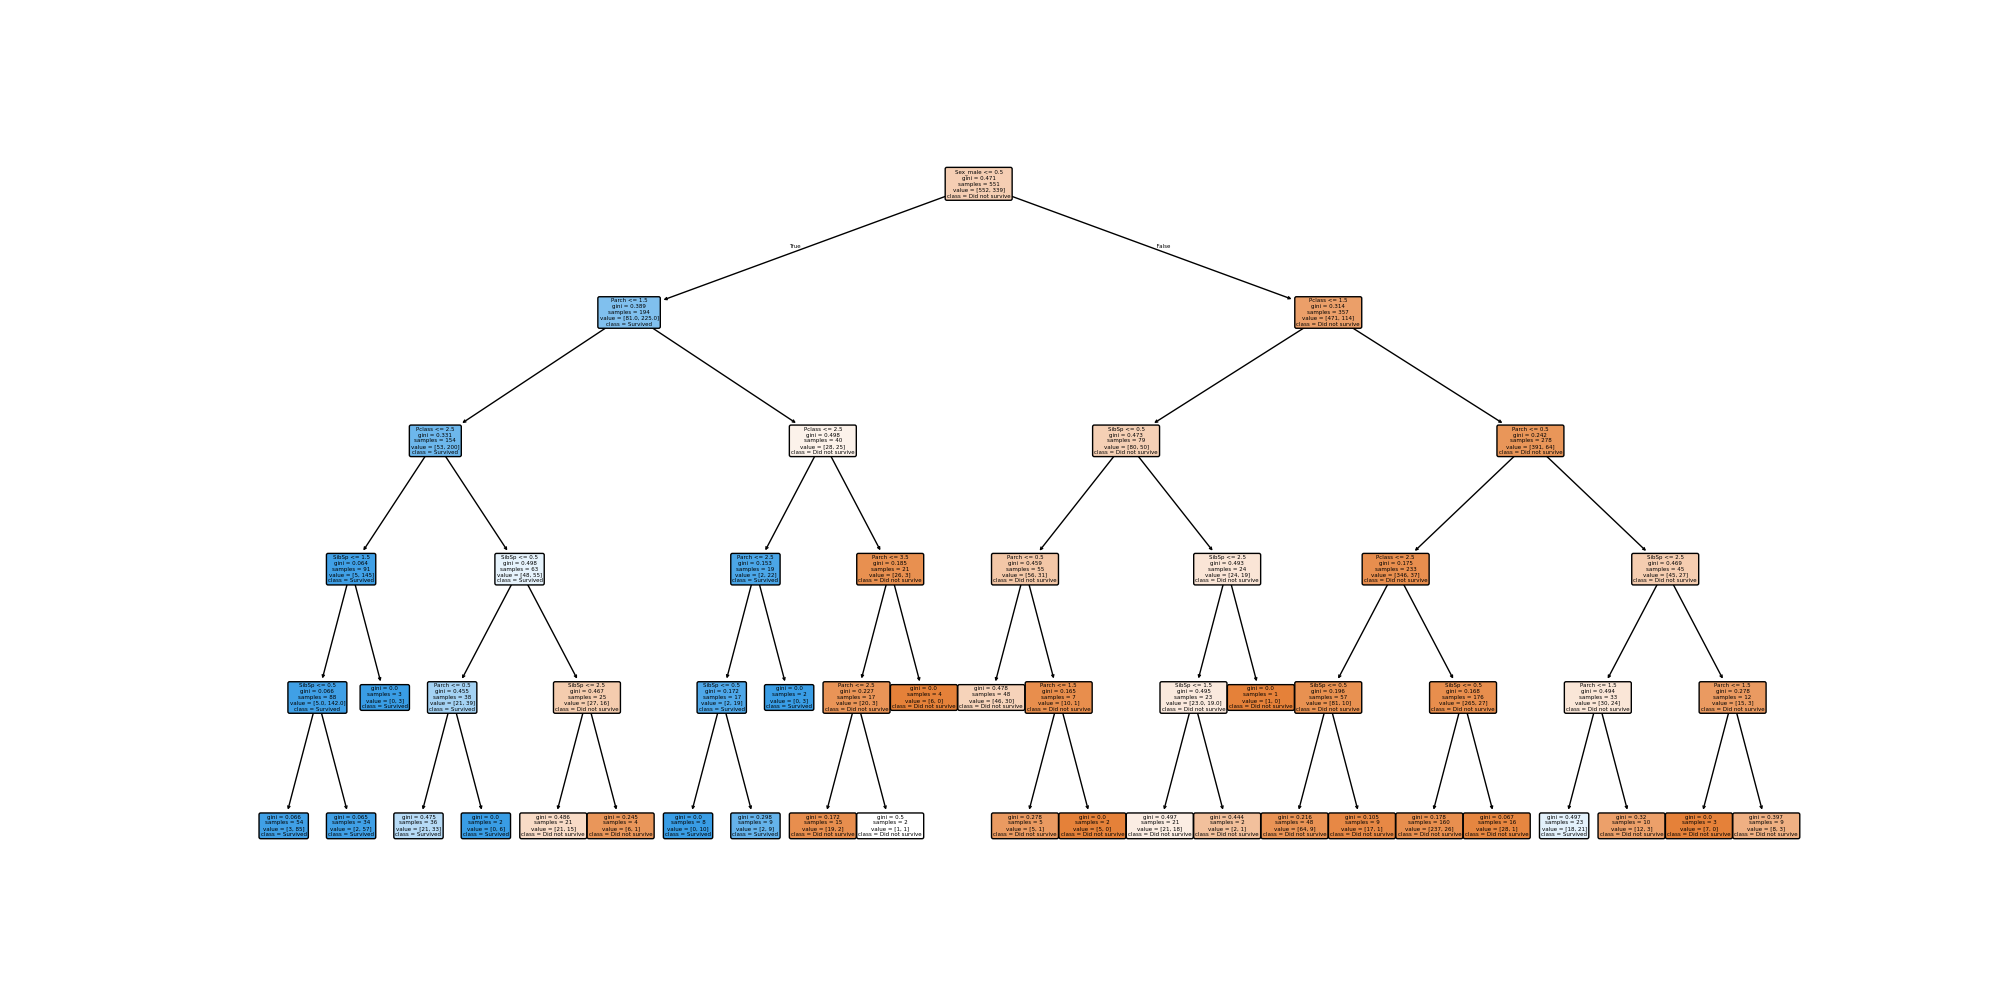 Sex_male <= 0.5
gini = 0.471
samples = 551
value = [552, 339]
class = Did not survive
True
False
Parch <= 1.5
gini = 0.389
samples = 194
value = [81.0, 225.0]
class = Survived
Pclass <= 1.5
gini = 0.314
samples = 357
value = [471, 114]
class = Did not survive
Pclass <= 2.5
gini = 0.331
samples = 154
value = [53, 200]
class = Survived
Pclass <= 2.5
gini = 0.498
samples = 40
value = [28, 25]
class = Did not survive
SibSp <= 0.5
gini = 0.473
samples = 79
value = [80, 50]
class = Did not survive
Parch <= 0.5
gini = 0.242
samples = 278
value = [391, 64]
class = Did not survive
SibSp <= 1.5
gini = 0.064
samples = 91
value = [5, 145]
class = Survived
SibSp <= 0.5
gini = 0.498
samples = 63
value = [48, 55]
class = Survived
Parch <= 2.5
gini = 0.153
samples = 19
value = [2, 22]
class = Survived
Parch <= 3.5
gini = 0.185
samples = 21
value = [26, 3]
class = Did not survive
Parch <= 0.5
gini = 0.459
samples = 55
value = [56, 31]
class = Did not survive
SibSp <= 2.5
gini = 0.493
samples = 24
value = [24, 19]
class = Did not survive
Pclass <= 2.5
gini = 0.175
samples = 233
value = [346, 37]
class = Did not survive
SibSp <= 2.5
gini = 0.469
samples = 45
value = [45, 27]
class = Did not survive
SibSp <= 0.5
gini = 0.066
samples = 88
value = [5.0, 142.0]
class = Survived
gini = 0.0
samples = 3
value = [0, 3]
class = Survived
Parch <= 0.5
gini = 0.455
samples = 38
value = [21, 39]
class = Survived
SibSp <= 2.5
gini = 0.467
samples = 25
value = [27, 16]
class = Did not survive
SibSp <= 0.5
gini = 0.172
samples = 17
value = [2, 19]
class = Survived
gini = 0.0
samples = 2
value = [0, 3]
class = Survived
Parch <= 2.5
gini = 0.227
samples = 17
value = [20, 3]
class = Did not survive
gini = 0.0
samples = 4
value = [6, 0]
class = Did not survive
gini = 0.478
samples = 48
value = [46, 30]
class = Did not survive
Parch <= 1.5
gini = 0.165
samples = 7
value = [10, 1]
class = Did not survive
SibSp <= 1.5
gini = 0.495
samples = 23
value = [23.0, 19.0]
class = Did not survive
gini = 0.0
samples = 1
value = [1, 0]
class = Did not survive
SibSp <= 0.5
gini = 0.196
samples = 57
value = [81, 10]
class = Did not survive
SibSp <= 0.5
gini = 0.168
samples = 176
value = [265, 27]
class = Did not survive
Parch <= 1.5
gini = 0.494
samples = 33
value = [30, 24]
class = Did not survive
Parch <= 1.5
gini = 0.278
samples = 12
value = [15, 3]
class = Did not survive
gini = 0.066
samples = 54
value = [3, 85]
class = Survived
gini = 0.065
samples = 34
value = [2, 57]
class = Survived
gini = 0.475
samples = 36
value = [21, 33]
class = Survived
gini = 0.0
samples = 2
value = [0, 6]
class = Survived
gini = 0.486
samples = 21
value = [21, 15]
class = Did not survive
gini = 0.245
samples = 4
value = [6, 1]
class = Did not survive
gini = 0.0
samples = 8
value = [0, 10]
class = Survived
gini = 0.298
samples = 9
value = [2, 9]
class = Survived
gini = 0.172
samples = 15
value = [19, 2]
class = Did not survive
gini = 0.5
samples = 2
value = [1, 1]
class = Did not survive
gini = 0.278
samples = 5
value = [5, 1]
class = Did not survive
gini = 0.0
samples = 2
value = [5, 0]
class = Did not survive
gini = 0.497
samples = 21
value = [21, 18]
class = Did not survive
gini = 0.444
samples = 2
value = [2, 1]
class = Did not survive
gini = 0.216
samples = 48
value = [64, 9]
class = Did not survive
gini = 0.105
samples = 9
value = [17, 1]
class = Did not survive
gini = 0.178
samples = 160
value = [237, 26]
class = Did not survive
gini = 0.067
samples = 16
value = [28, 1]
class = Did not survive
gini = 0.497
samples = 23
value = [18, 21]
class = Survived
gini = 0.32
samples = 10
value = [12, 3]
class = Did not survive
gini = 0.0
samples = 3
value = [7, 0]
class = Did not survive
gini = 0.397
samples = 9
value = [8, 3]
class = Did not survive